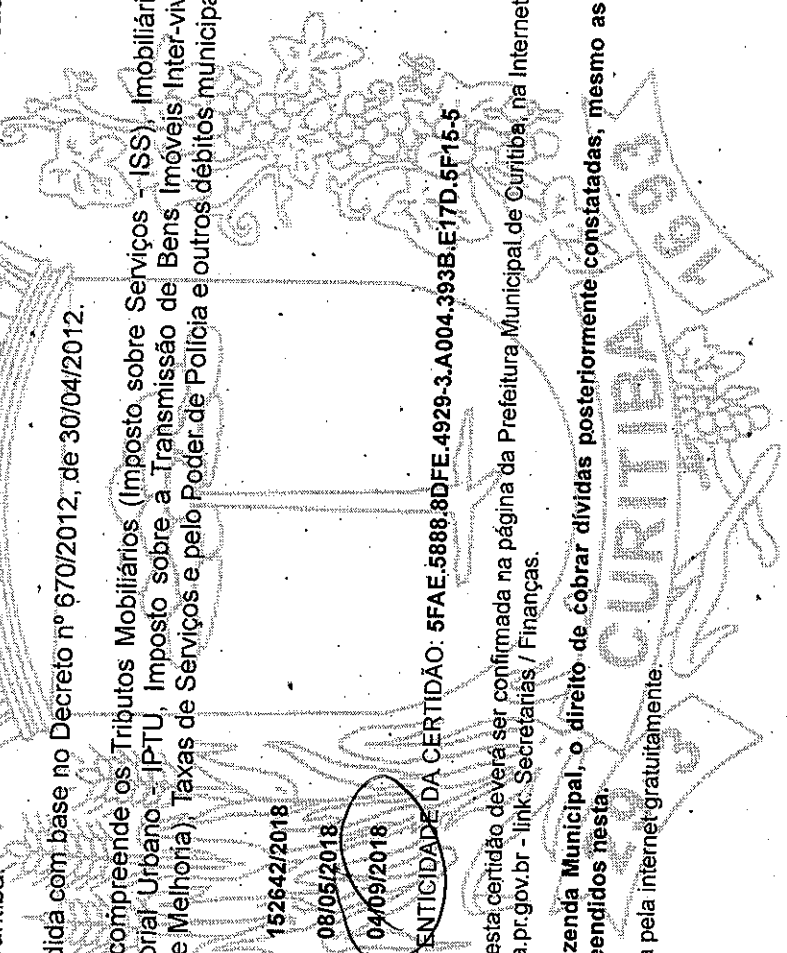 dida com base no Decreto nº 670/2012, de 30/04/2012.
compreende os Tributos Mobiliários (Imposto sobre Serviços - ISS), Imobiliári
orial Urbano - IPTU, Imposto sobre a Transmissão de Bens Imóveis Inter-viv
e Melhoria), Taxas de Serviços e pelo Poder de Polícia e outros débitos municipa
152642/2018
08/05/2018
04/09/2018
ENTICIDADE DA CERTIDÃO: 5FAE.5888.8DFE.4929-3.A004.393B.E17D.5F15-5
esta certidão deverá ser confirmada na página da Prefeitura Municipal de Curitiba, na Internet
a.pr.gov.br - link: Secretarias / Finanças.
zenda Municipal, o direito de cobrar dívidas posteriormente constatadas, mesmo as
eendidos nesta.
a pela internet gratuitamente.
CURITIBA
1693